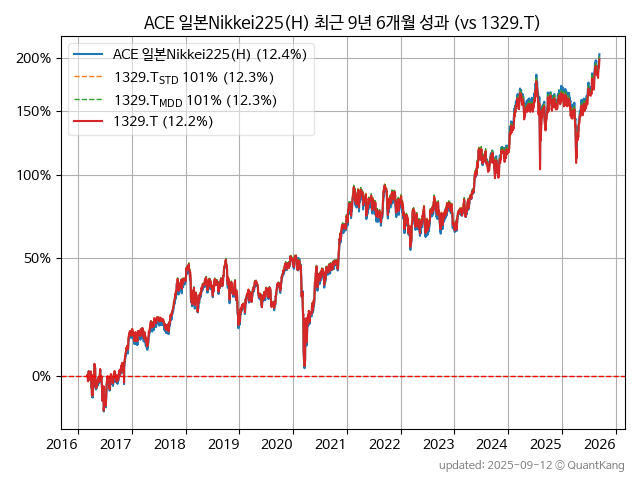 ACE 일본Nikkei225(H) 최근 9년 6개월 성과 (vs 1329.T)
ACE 일본Nikkei225(H) (12.4%)
1329.T_STD 101% (12.3%)
1329.T_MDD 101% (12.3%)
1329.T (12.2%)
200%
150%
100%
50%
0%
2016 2017 2018 2019 2020 2021 2022 2023 2024 2025 2026
updated: 2025-09-12 © QuantKang